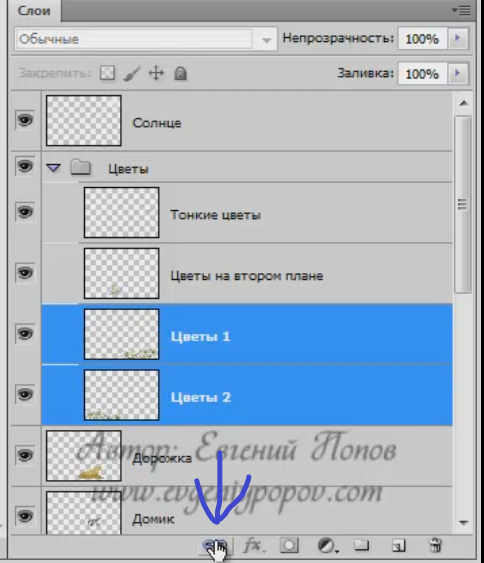 Слои
Обычные Непрозрачность: 100%
Закрепить: Заливка: 100%
Солнце
Цветы
Тонкие цветы
Цветы на втором плане
Цветы 1
Цветы 2
Автор: Евгений Попов
Дорожка
www.evgeniypopov.com
Домик
fx.